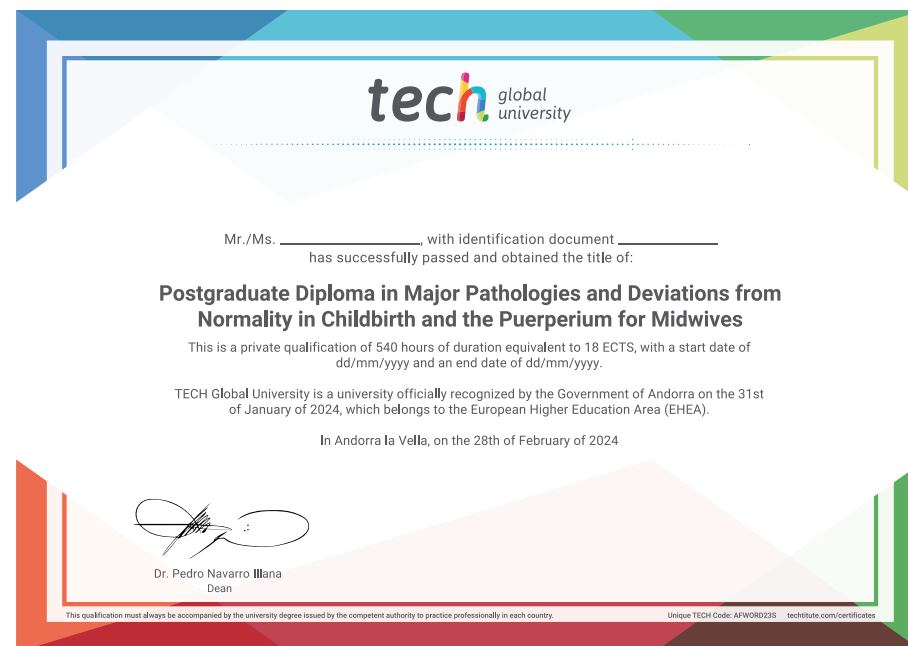 tech global university
Mr./Ms. ____________, with identification document ____________
has successfully passed and obtained the title of:
Postgraduate Diploma in Major Pathologies and Deviations from
Normality in Childbirth and the Puerperium for Midwives
This is a private qualification of 540 hours of duration equivalent to 18 ECTS, with a start date of
dd/mm/yyyy and an end date of dd/mm/yyyy.
TECH Global University is a university officially recognized by the Government of Andorra on the 31st
of January of 2024, which belongs to the European Higher Education Area (EHEA).
In Andorra la Vella, on the 28th of February of 2024
Dr. Pedro Navarro Illana
Dean
This qualification must always be accompanied by the university degree issued by the competent authority to practice professionally in each country.
Unique TECH Code: AFWORD23S techtitute.com/certificates